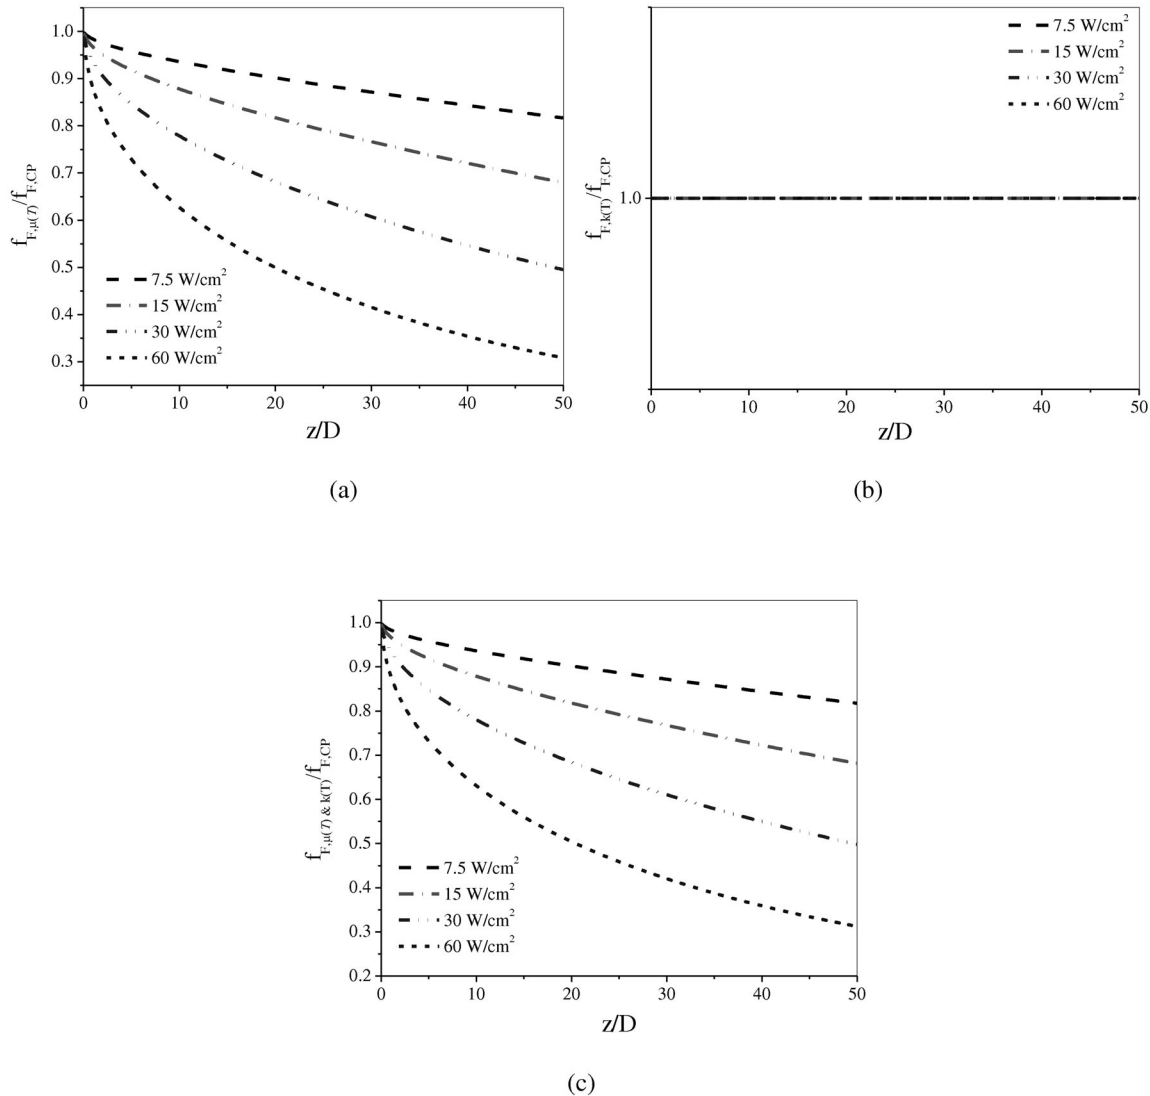 1.0
0.9
0.8
0.7
0.6
0.5
0.4
0.3
f_F,μ(T)/f_F,CP
7.5 W/cm²
15 W/cm²
30 W/cm²
60 W/cm²
0 10 20 30 40 50
z/D
(a)
7.5 W/cm²
15 W/cm²
30 W/cm²
60 W/cm²
1.0
f_F,k(T)/f_F,CP
0 10 20 30 40 50
z/D
(b)
1.0
0.9
0.8
0.7
0.6
0.5
0.4
0.3
0.2
f_F,μ(T) & k(T)/f_F,CP
7.5 W/cm²
15 W/cm²
30 W/cm²
60 W/cm²
0 10 20 30 40 50
z/D
(c)